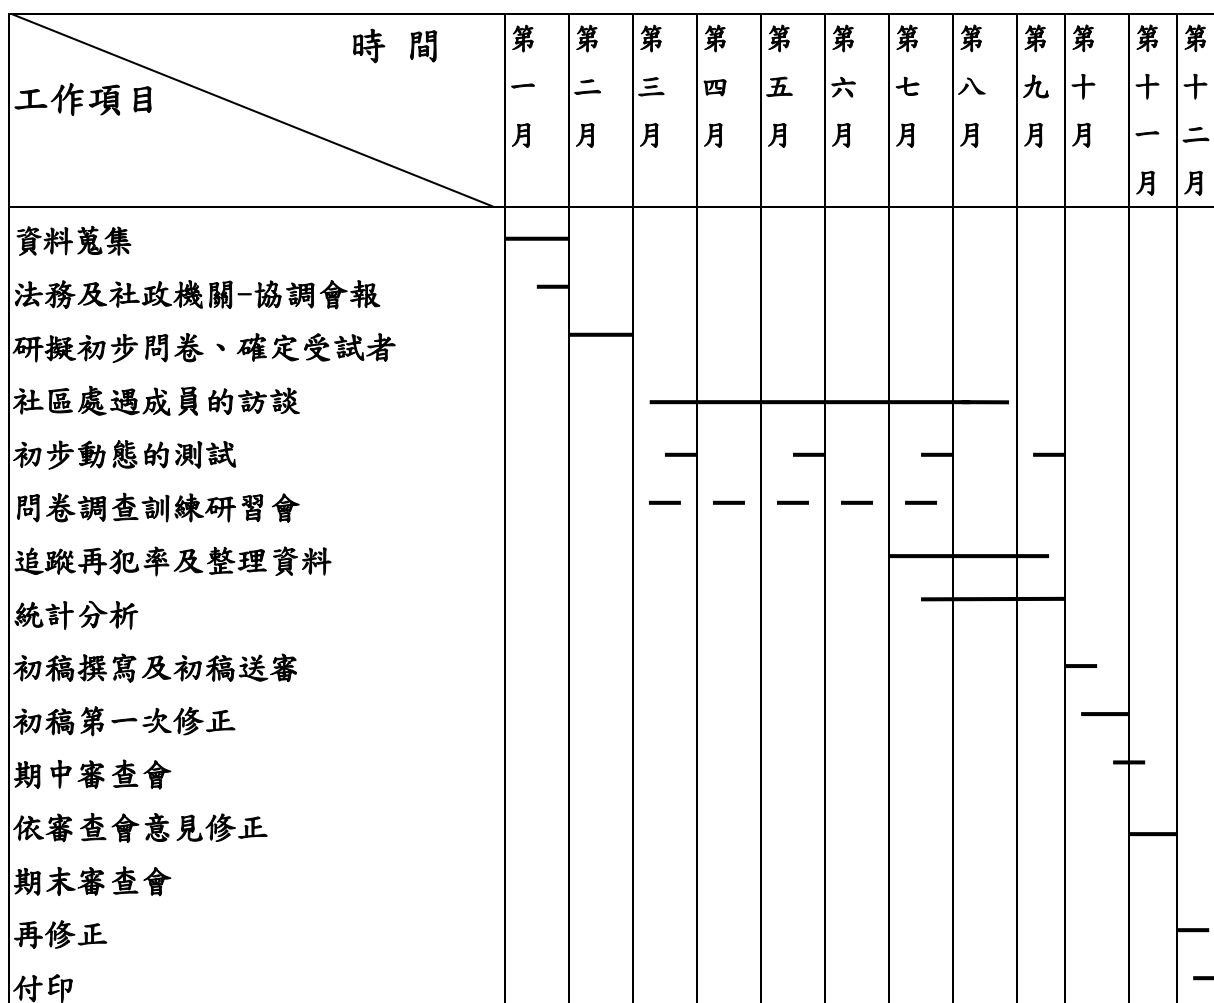 時 間
工作項目
第一月
第二月
第三月
第四月
第五月
第六月
第七月
第八月
第九月
第十月
第十一月
第十二月
資料蒐集
法務及社政機關-協調會報
研擬初步問卷、確定受試者
社區處遇成員的訪談
初步動態的測試
問卷調查訓練研習會
追蹤再犯率及整理資料
統計分析
初稿撰寫及初稿送審
初稿第一次修正
期中審查會
依審查會意見修正
期末審查會
再修正
付印